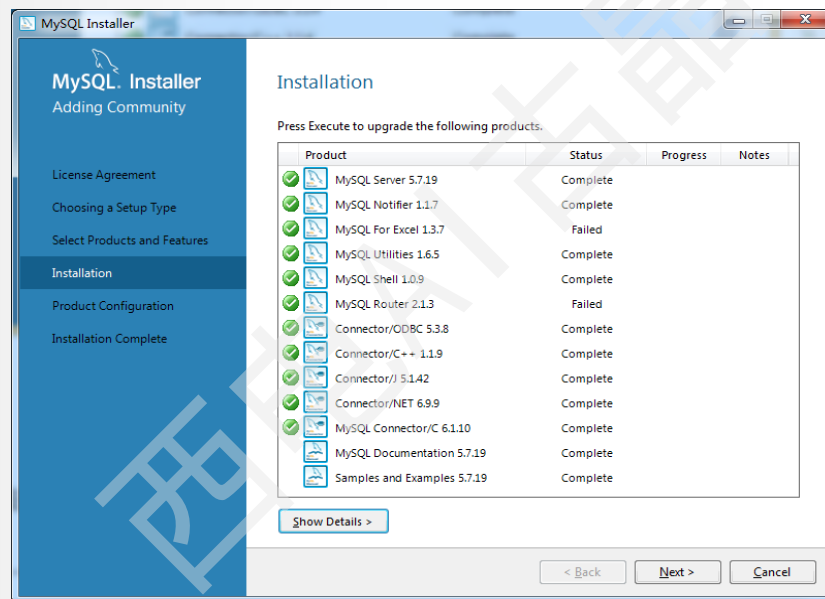 MySQL Installer
MySQL. Installer
Adding Community
License Agreement
Choosing a Setup Type
Select Products and Features
Installation
Product Configuration
Installation Complete
Installation
Press Execute to upgrade the following products.
Product Status Progress Notes
MySQL Server 5.7.19 Complete
MySQL Notifier 1.1.7 Complete
MySQL For Excel 1.3.7 Failed
MySQL Utilities 1.6.5 Complete
MySQL Shell 1.0.9 Complete
MySQL Router 2.1.3 Failed
Connector/ODBC 5.3.8 Complete
Connector/C++ 1.1.9 Complete
Connector/J 5.1.42 Complete
Connector/NET 6.9.9 Complete
MySQL Connector/C 6.1.10 Complete
MySQL Documentation 5.7.19 Complete
Samples and Examples 5.7.19 Complete
Show Details >
< Back Next > Cancel